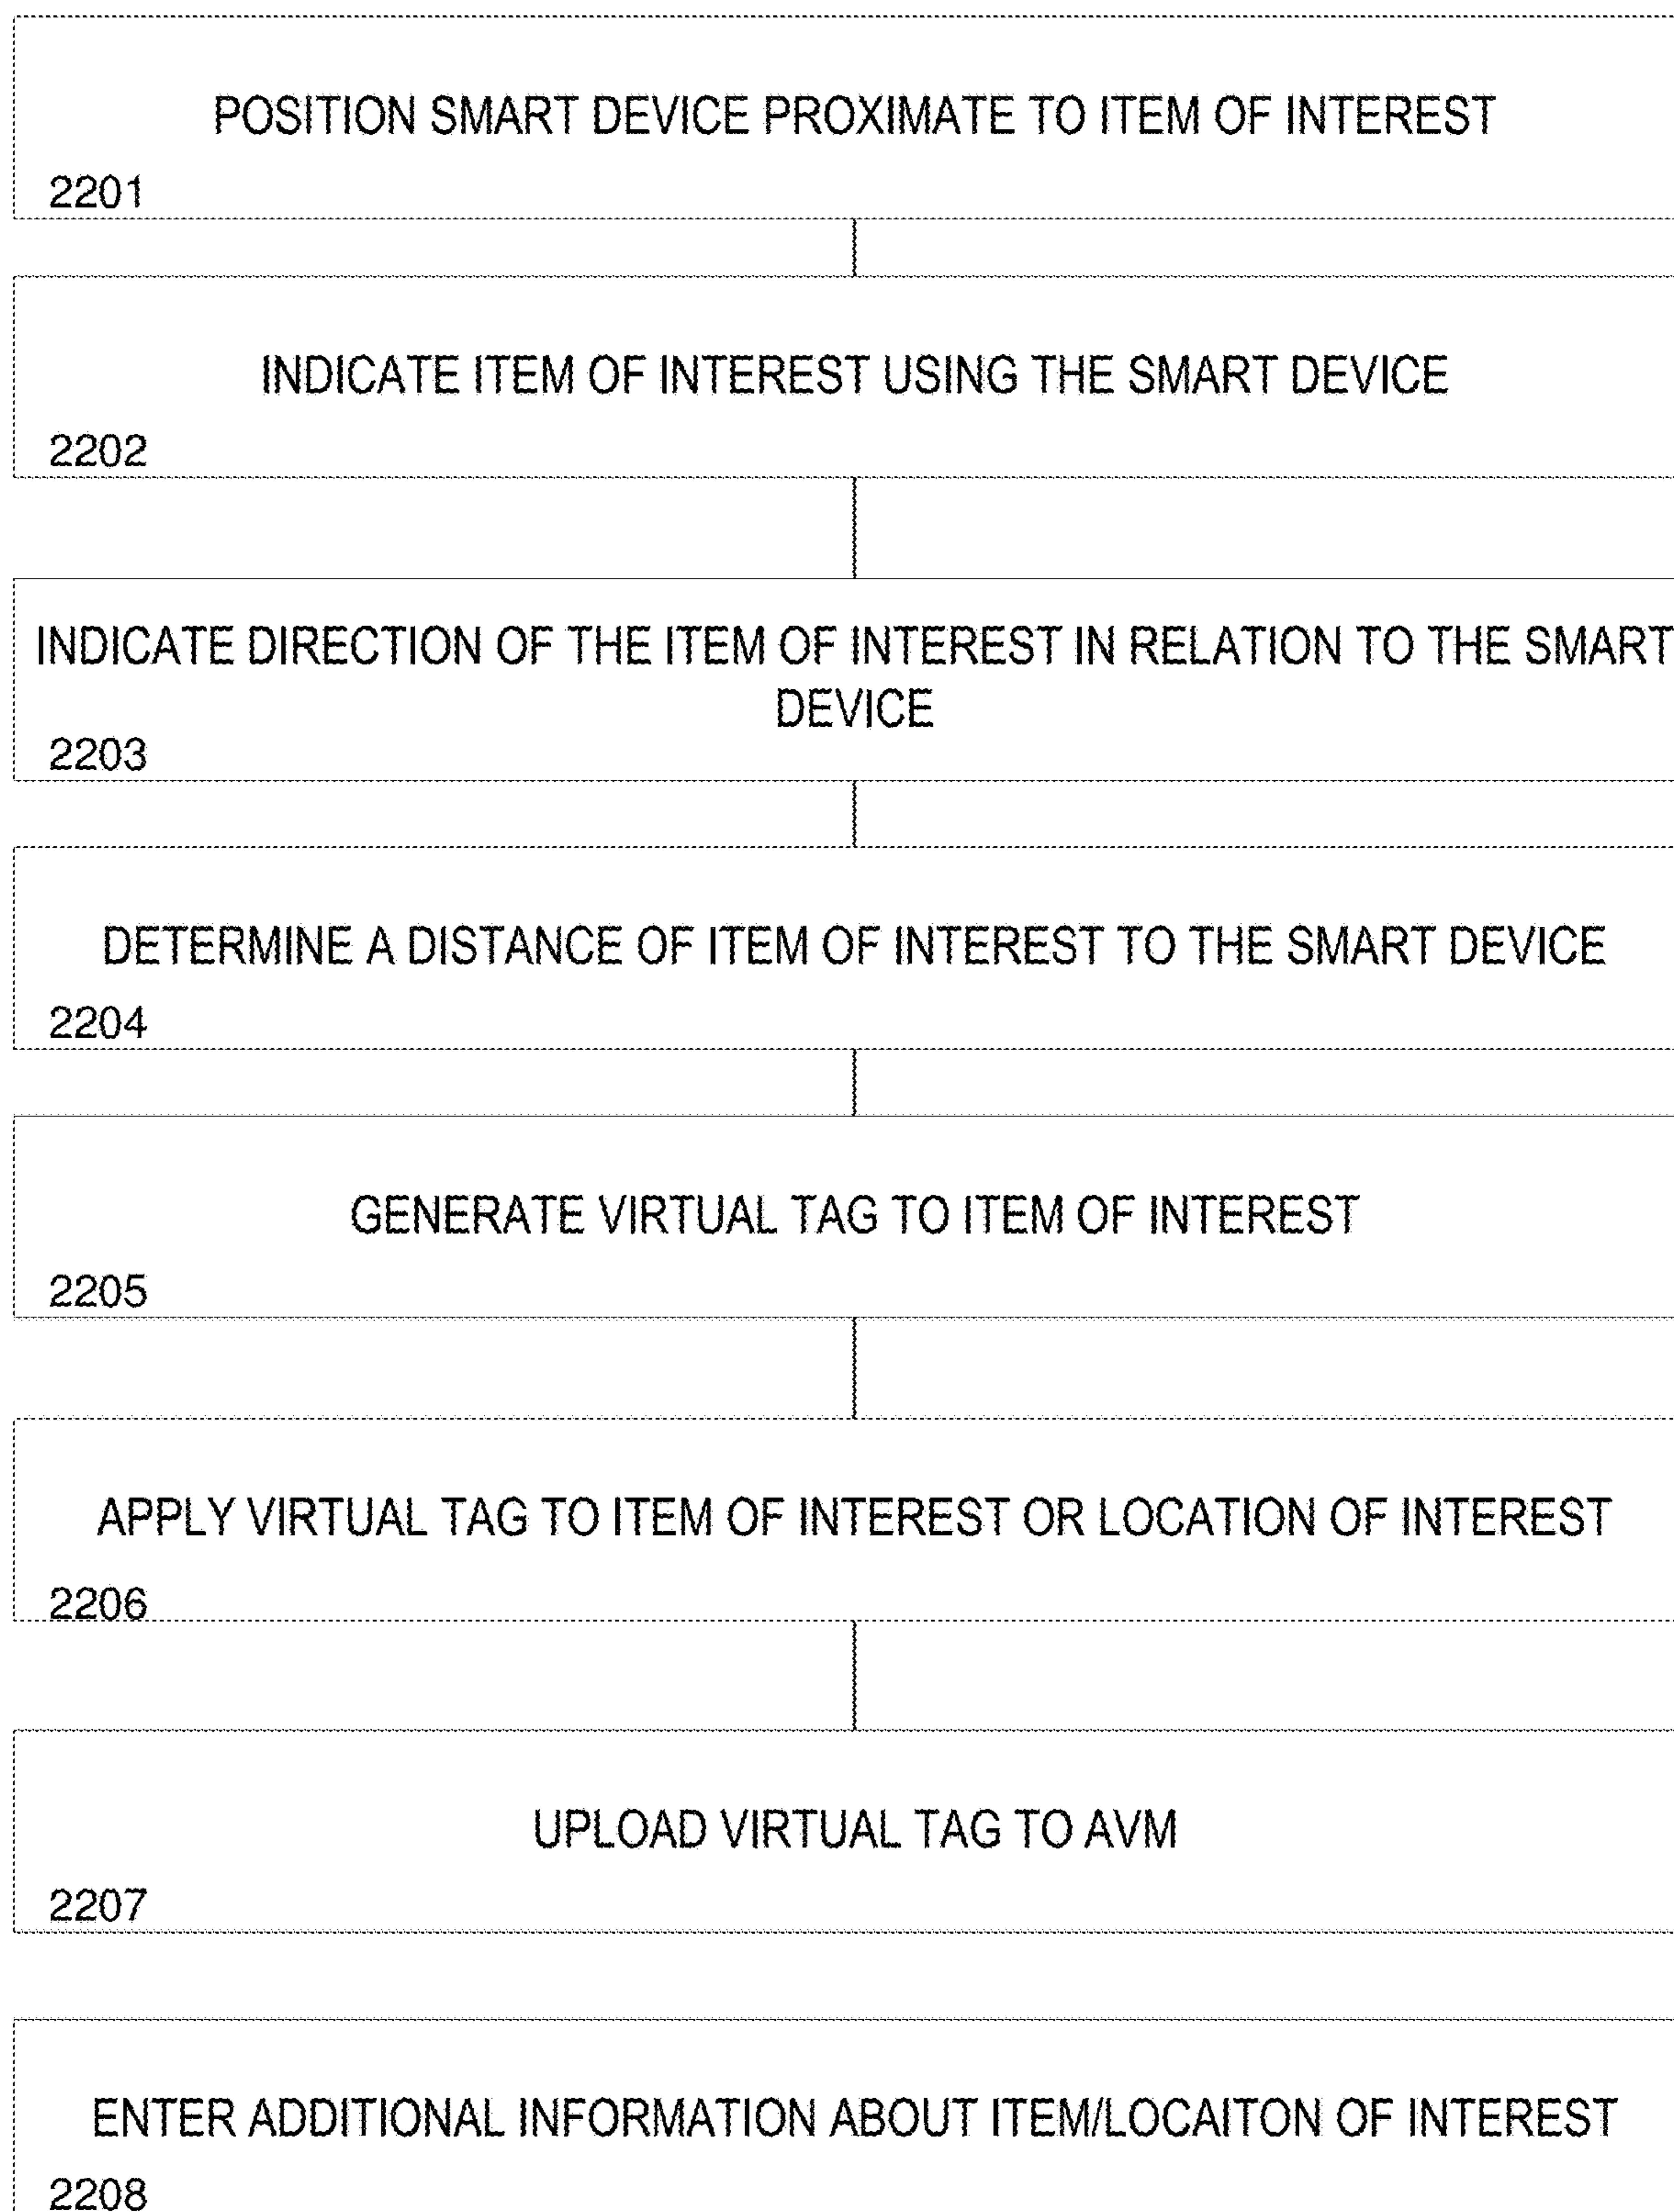 POSITION SMART DEVICE PROXIMATE TO ITEM OF INTEREST
2201
INDICATE ITEM OF INTEREST USING THE SMART DEVICE
2202
INDICATE DIRECTION OF THE ITEM OF INTEREST IN RELATION TO THE SMART
DEVICE
2203
DETERMINE A DISTANCE OF ITEM OF INTEREST TO THE SMART DEVICE
2204
GENERATE VIRTUAL TAG TO ITEM OF INTEREST
2205
APPLY VIRTUAL TAG TO ITEM OF INTEREST OR LOCATION OF INTEREST
2206
UPLOAD VIRTUAL TAG TO AVM
2207
ENTER ADDITIONAL INFORMATION ABOUT ITEM/LOCAITON OF INTEREST
2208